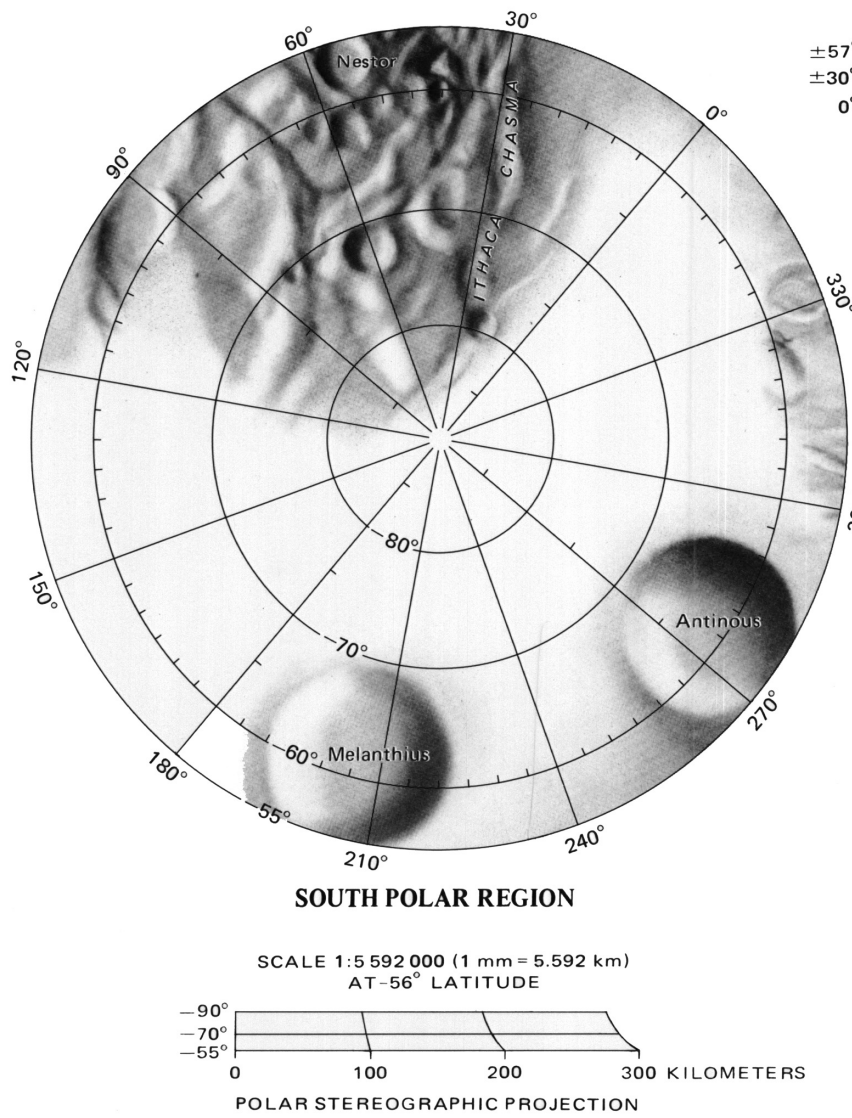 30°
60°
Nestor
±57°
±30°
0°
0°
CHASMA
90°
ITHACA
330°
120°
–80°
150°
Antinous
–70°
270°
180°
–60° Melanthius
–55°
240°
210°
SOUTH POLAR REGION
SCALE 1:5 592 000 (1 mm = 5.592 km)
AT –56° LATITUDE
–90°
–70°
–55°
0 100 200 300 KILOMETERS
POLAR STEREOGRAPHIC PROJECTION